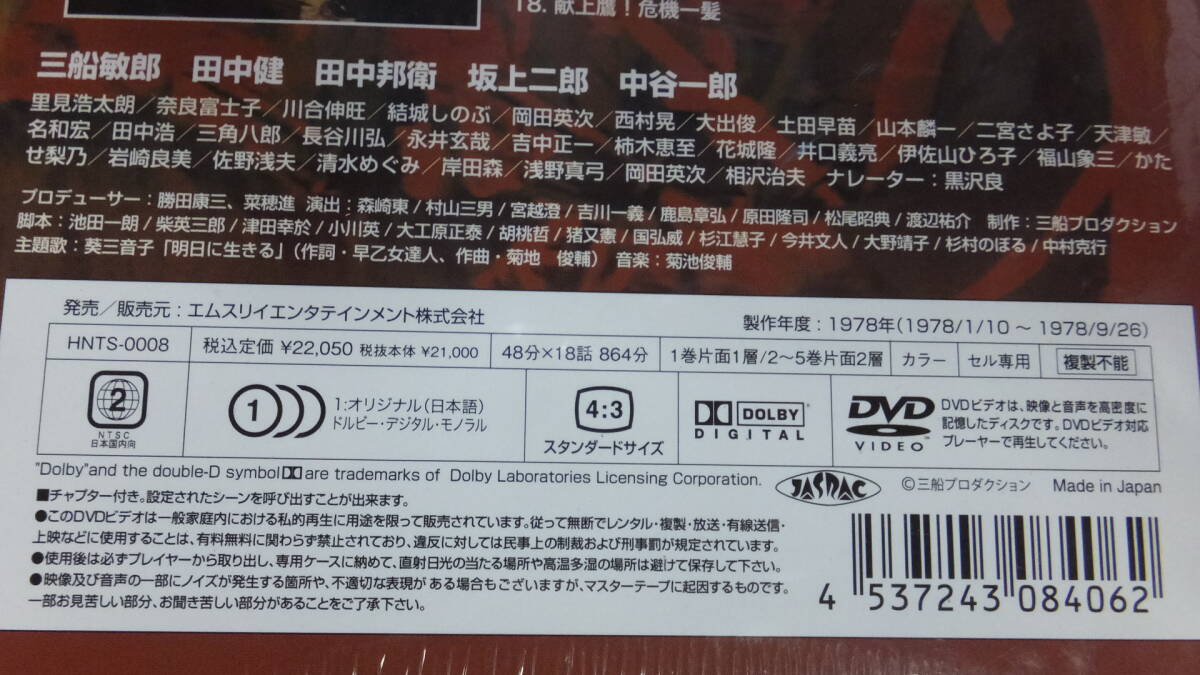 18. 献上鷹！危機一髪
三船敏郎　田中健　田中邦衛　坂上二郎　中谷一郎
里見浩太朗／奈良富士子／川合伸旺／結城しのぶ／岡田英次／西村晃／大出俊／土田早苗／山本麟一／二宮さよ子／天津敏／
名和宏／田中浩／三角八郎／長谷川弘／永井玄哉／吉中正一／柿木恵至／花城隆／井口義亮／伊佐山ひろ子／福山象三／かた
せ梨乃／岩崎良美／佐野浅夫／清水めぐみ／岸田森／浅野真弓／岡田英次／相沢治夫　ナレーター：黒沢良
プロデューサー：勝田康三、菜穂進　演出：森崎東/村山三男/宮越澄/吉川一義/鹿島章弘/原田隆司/松尾昭典/渡辺祐介　制作：三船プロダクション
脚本：池田一朗/柴英三郎/津田幸於/小川英/大工原正泰/胡桃哲/猪又憲/国弘威/杉江慧子/今井文人/大野靖子/杉村のぼる/中村克行
主題歌：葵三音子「明日に生きる」（作詞・早乙女達人、作曲・菊地　俊輔）音楽：菊池俊輔
発売／販売元：エムスリイエンタテインメント株式会社
製作年度：1978年(1978/1/10 ～ 1978/9/26)
HNTS-0008　税込定価 ¥22,050 税抜本体 ¥21,000　48分×18話 864分　1巻片面1層/2～5巻片面2層　カラー　セル専用　複製不能
2
NTSC
日本国内向
1
1:オリジナル（日本語）
ドルビー・デジタル・モノラル
4:3
スタンダードサイズ
DOLBY
DIGITAL
DVD
VIDEO
DVDビデオは、映像と音声を高密度に
記憶したディスクです。DVDビデオ対応
プレーヤーで再生してください。
"Dolby"and the double-D symbol are trademarks of Dolby Laboratories Licensing Corporation.
JASRAC
©三船プロダクション　Made in Japan
■チャプター付き。設定されたシーンを呼び出すことが出来ます。
●このDVDビデオは一般家庭内における私的再生に用途を限って販売されています。従って無断でレンタル・複製・放送・有線送信・
上映などに使用することは、有料無料に関わらず禁止されており、違反に対しては民事上の制裁および刑事罰が規定されています。
●使用後は必ずプレイヤーから取り出し、専用ケースに納めて、直射日光の当たる場所や高温多湿の場所は避けて保存して下さい。
●映像及び音声の一部にノイズが発生する箇所や、不適切な表現がある場合もございますが、マスターテープに起因するものです。
一部お見苦しい部分、お聞き苦しい部分があることをご了承下さい。
4 537243 084062